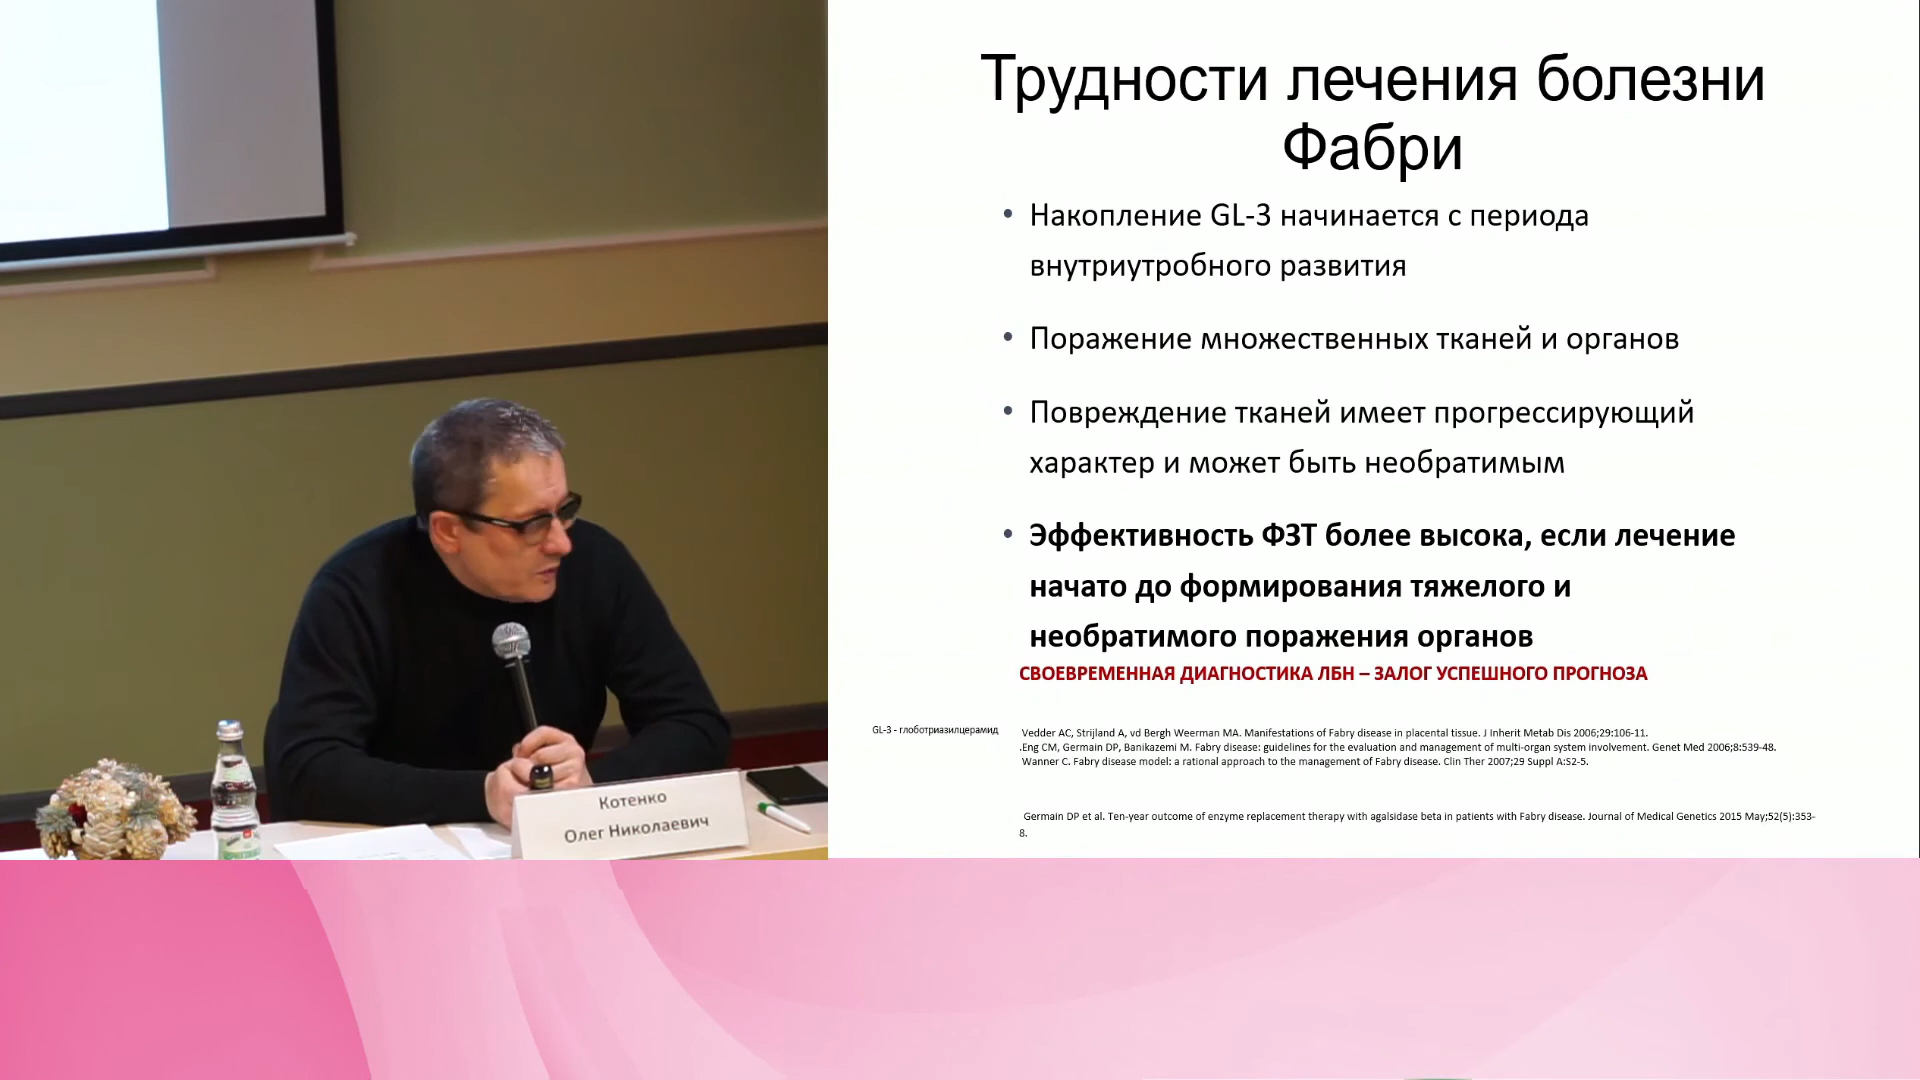 Трудности лечения болезни
Фабри
• Накопление GL-3 начинается с периода
внутриутробного развития
• Поражение множественных тканей и органов
• Повреждение тканей имеет прогрессирующий
характер и может быть необратимым
• Эффективность ФЗТ более высока, если лечение
начато до формирования тяжелого и
необратимого поражения органов
СВОЕВРЕМЕННАЯ ДИАГНОСТИКА ЛБН – ЗАЛОГ УСПЕШНОГО ПРОГНОЗА
GL-3 - глоботриазилцерамид
Vedder AC, Strijland A, vd Bergh Weerman MA. Manifestations of Fabry disease in placental tissue. J Inherit Metab Dis 2006;29:106-11.
.Eng CM, Germain DP, Banikazemi M. Fabry disease: guidelines for the evaluation and management of multi-organ system involvement. Genet Med 2006;8:539-48.
Wanner C. Fabry disease model: a rational approach to the management of Fabry disease. Clin Ther 2007;29 Suppl A:S2-5.
Germain DP et al. Ten-year outcome of enzyme replacement therapy with agalsidase beta in patients with Fabry disease. Journal of Medical Genetics 2015 May;52(5):353-
8.
Котенко
Олег Николаевич